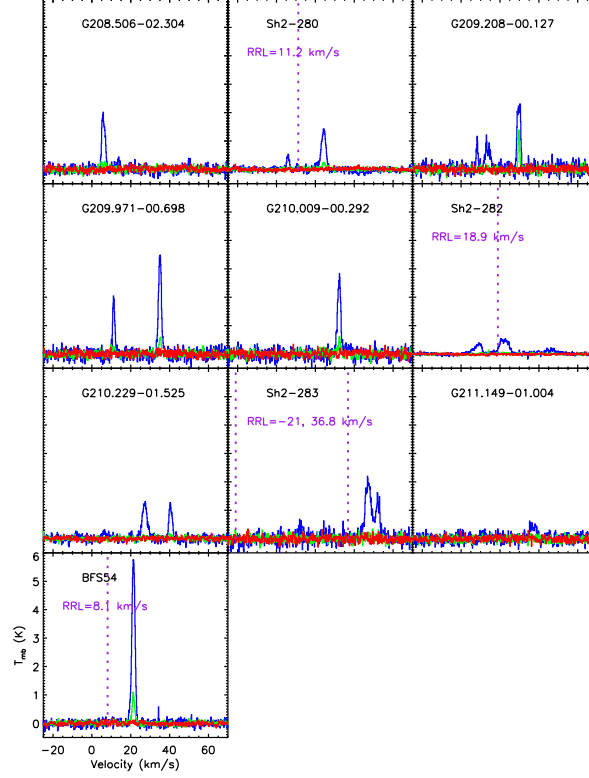 G208.506−02.304
Sh2−280
G209.208−00.127
RRL=11.2 km/s
G209.971−00.698
G210.009−00.292
Sh2−282
RRL=18.9 km/s
G210.229−01.525
Sh2−283
G211.149−01.004
RRL=−21, 36.8 km/s
BFS54
RRL=8.1 km/s
6
5
4
3
2
1
0
Tmb (K)
−20 0 20 40 60
Velocity (km/s)